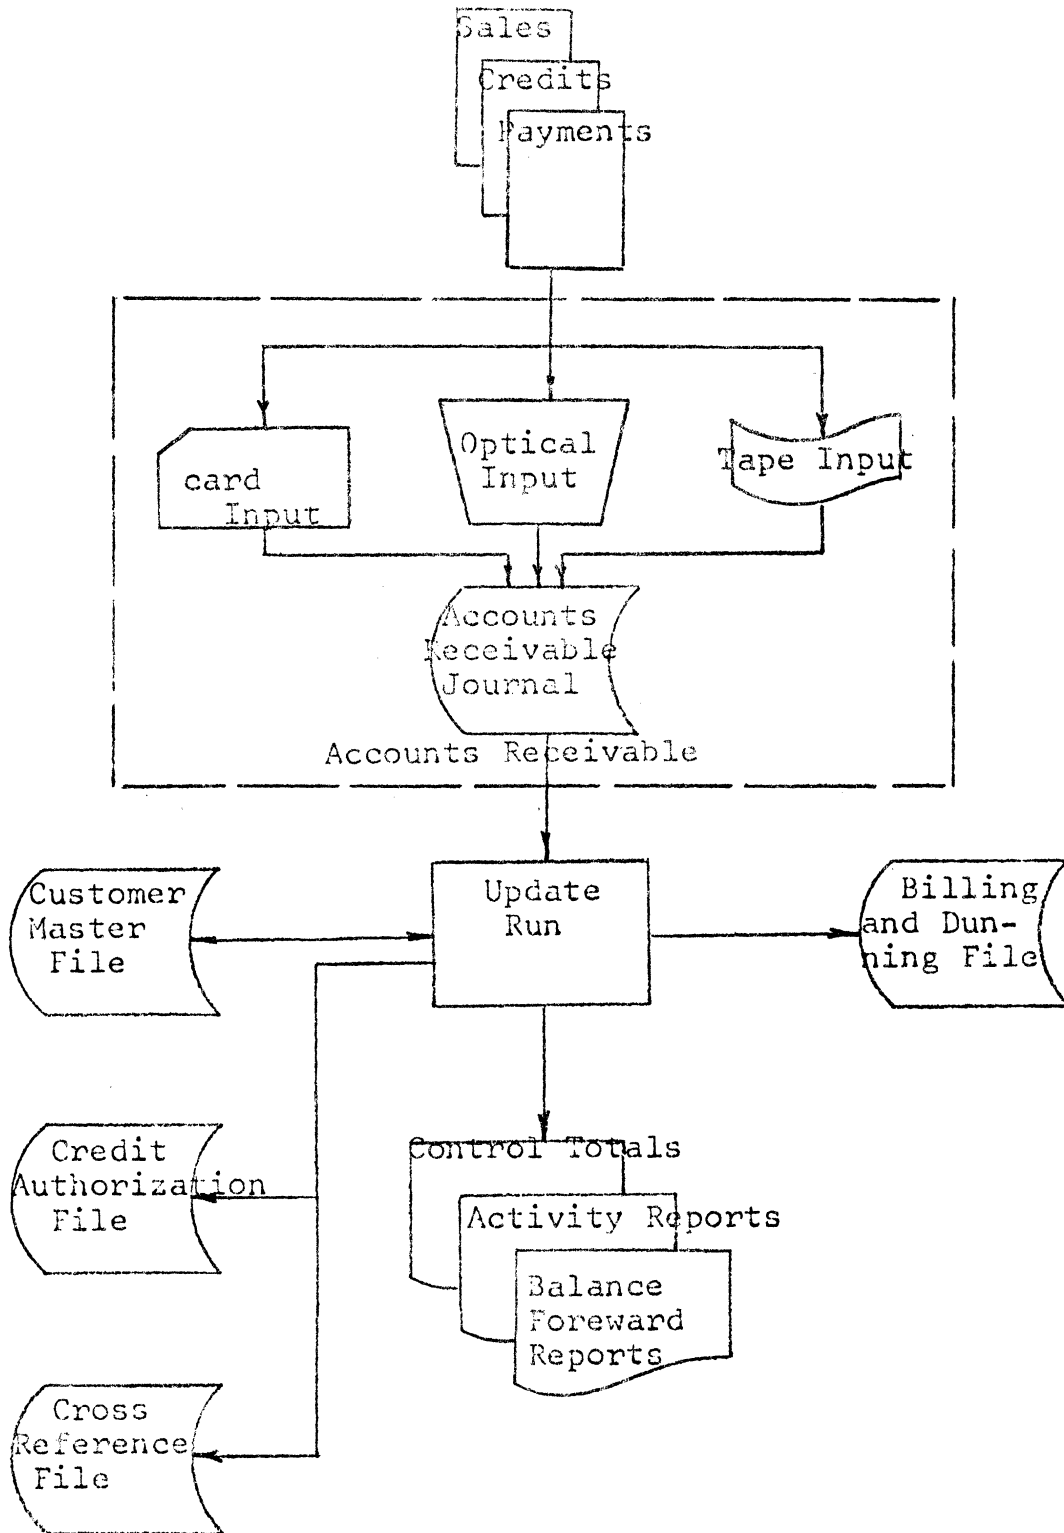 Sales
Credits
Payments
Optical
Input
card
Input
Tape Input
Accounts
Receivable
Journal
Accounts Receivable
Customer
Master
File
Update
Run
Billing
and Dun-
ning File
Credit
Authorization
File
Control Totals
Activity Reports
Balance
Foreward
Reports
Cross
Reference
File